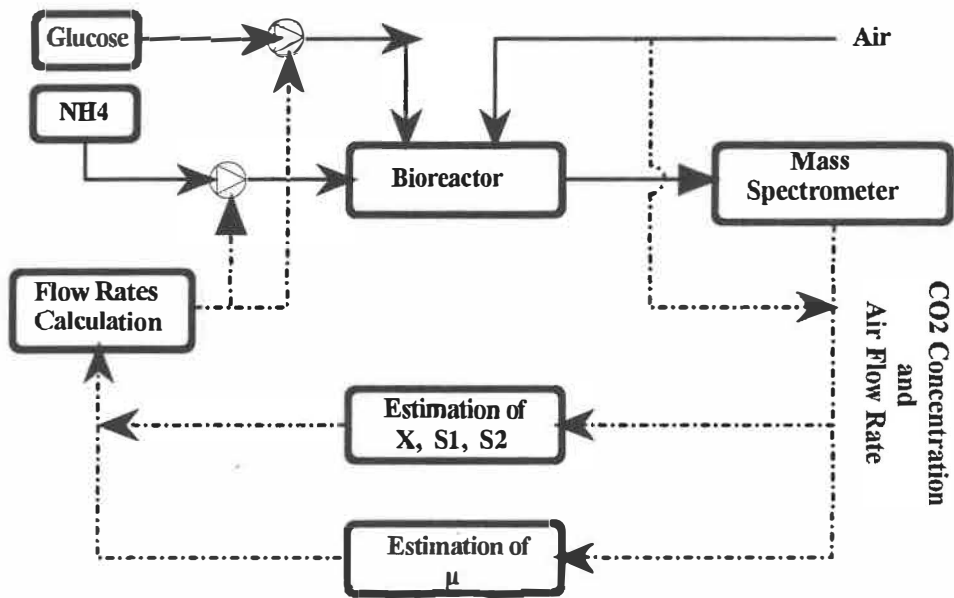 Glucose
Air
NH4
Bioreactor
Mass
Spectrometer
Flow Rates
Calculation
CO2 Concentration
and
Air Flow Rate
Estimation of
X, S1, S2
Estimation of
μ